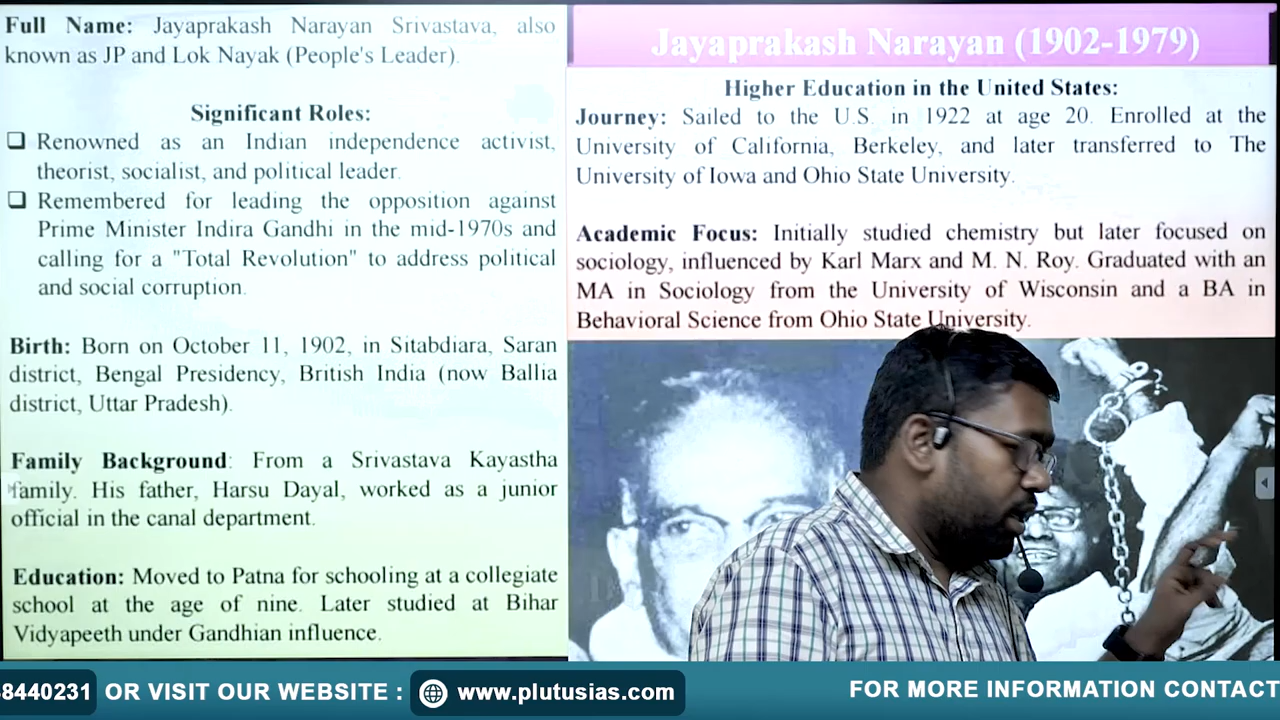 Full Name: Jayaprakash Narayan Srivastava, also
known as JP and Lok Nayak (People's Leader).
Significant Roles:
Renowned as an Indian independence activist,
theorist, socialist, and political leader.
Remembered for leading the opposition against
Prime Minister Indira Gandhi in the mid-1970s and
calling for a "Total Revolution" to address political
and social corruption.
Birth: Born on October 11, 1902, in Sitabdiara, Saran
district, Bengal Presidency, British India (now Ballia
district, Uttar Pradesh).
Family Background: From a Srivastava Kayastha
family. His father, Harsu Dayal, worked as a junior
official in the canal department.
Education: Moved to Patna for schooling at a collegiate
school at the age of nine. Later studied at Bihar
Vidyapeeth under Gandhian influence.
Jayaprakash Narayan (1902-1979)
Higher Education in the United States:
Journey: Sailed to the U.S. in 1922 at age 20. Enrolled at the
University of California, Berkeley, and later transferred to The
University of Iowa and Ohio State University.
Academic Focus: Initially studied chemistry but later focused on
sociology, influenced by Karl Marx and M. N. Roy. Graduated with an
MA in Sociology from the University of Wisconsin and a BA in
Behavioral Science from Ohio State University.
8440231 OR VISIT OUR WEBSITE : www.plutusias.com FOR MORE INFORMATION CONTACT